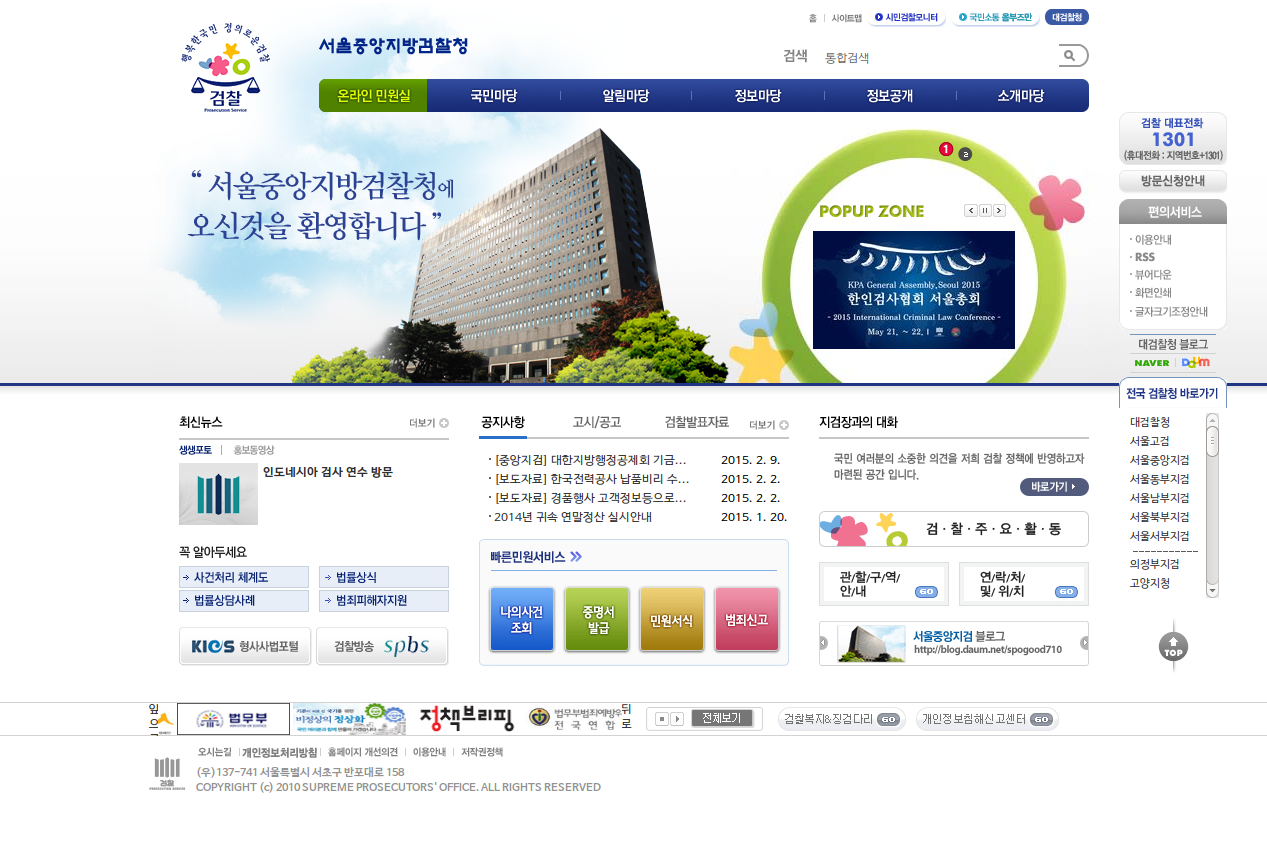 홈 | 사이트맵
시민검찰모니터
국민소통 옴부즈만
대검찰청
행복한국민 정의로운검찰
검찰
Prosecution Service
서울중앙지방검찰청
검색
통합검색
온라인 민원실
국민마당
알림마당
정보마당
정보공개
소개마당
“ 서울중앙지방검찰청에
오신것을 환영합니다 ”
1 2
POPUP ZONE
KPA General Assembly, Seoul 2015
한인검사협회 서울총회
- 2015 International Criminal Law Conference -
May 21. ~ 22.
검찰 대표전화
1301
(휴대전화 : 지역번호+1301)
방문신청안내
편의서비스
· 이용안내
· RSS
· 뷰어다운
· 화면인쇄
· 글자크기조정안내
대검찰청 블로그
NAVER | Daum
전국 검찰청 바로가기
대검찰청
서울고검
서울중앙지검
서울동부지검
서울남부지검
서울북부지검
서울서부지검
------------
의정부지검
고양지청
TOP
최신뉴스
더보기
생생포토 | 홍보동영상
인도네시아 검사 연수 방문
꼭 알아두세요
사건처리 체계도
법률상식
법률상담사례
범죄피해자지원
KICS 형사사법포털
검찰방송 spbs
공지사항
고시/공고
검찰발표자료
더보기
· [중앙지검] 대한지방행정공제회 기금... 2015. 2. 9.
· [보도자료] 한국전력공사 납품비리 수... 2015. 2. 2.
· [보도자료] 경품행사 고객정보등으로... 2015. 2. 2.
· 2014년 귀속 연말정산 실시안내 2015. 1. 20.
빠른민원서비스
나의사건
조회
증명서
발급
민원서식
범죄신고
지검장과의 대화
국민 여러분의 소중한 의견을 저희 검찰 정책에 반영하고자
마련된 공간 입니다.
바로가기
검·찰·주·요·활·동
관/할/구/역/
안/내
GO
연/락/처/
및/ 위/치
GO
서울중앙지검 블로그
http://blog.daum.net/spogood710
앞
으
법무부
비정상의 정상화
정책브리핑
법무부범죄예방위
전국연합
뒤
로
전체보기
검찰복지&징검다리 GO
개인정보침해신고센터 GO
오시는길 | 개인정보처리방침 | 홈페이지 개선의견 | 이용안내 | 저작권정책
검찰
PROSECUTION SERVICE
(우)137-741 서울특별시 서초구 반포대로 158
COPYRIGHT (c) 2010 SUPREME PROSECUTORS' OFFICE. ALL RIGHTS RESERVED